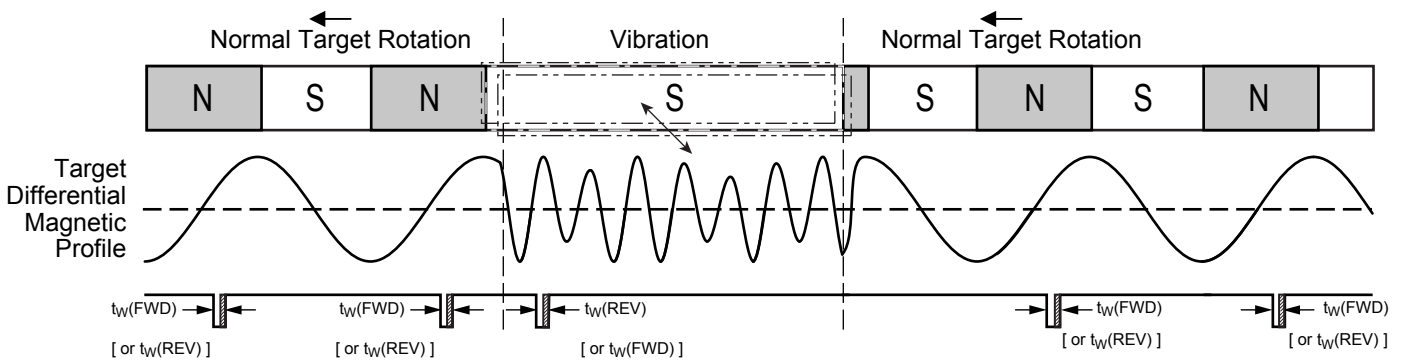 Normal Target Rotation
Vibration
Normal Target Rotation
N S N S S N S N
Target
Differential
Magnetic
Profile
tW(FWD) tW(FWD) tW(REV) tW(FWD) tW(FWD)
[ or tW(REV) ] [ or tW(REV) ] [ or tW(FWD) ] [ or tW(REV) ] [ or tW(REV) ]